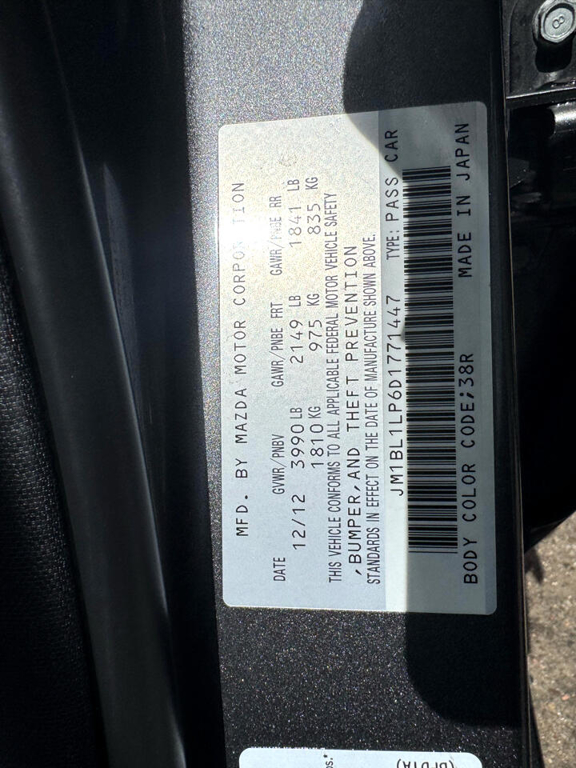 MFD. BY MAZDA MOTOR CORPORATION
DATE GVWR/PNBV GAWR/PNBE FRT GAWR/PNBE RR
12/12 3990 LB 2149 LB 1841 LB
1810 KG 975 KG 835 KG
THIS VEHICLE CONFORMS TO ALL APPLICABLE FEDERAL MOTOR VEHICLE SAFETY
,BUMPER,AND THEFT PREVENTION
STANDARDS IN EFFECT ON THE DATE OF MANUFACTURE SHOWN ABOVE.
JM1BL1LP6D1771447 TYPE: PASS CAR
BODY COLOR CODE;38R MADE IN JAPAN
8